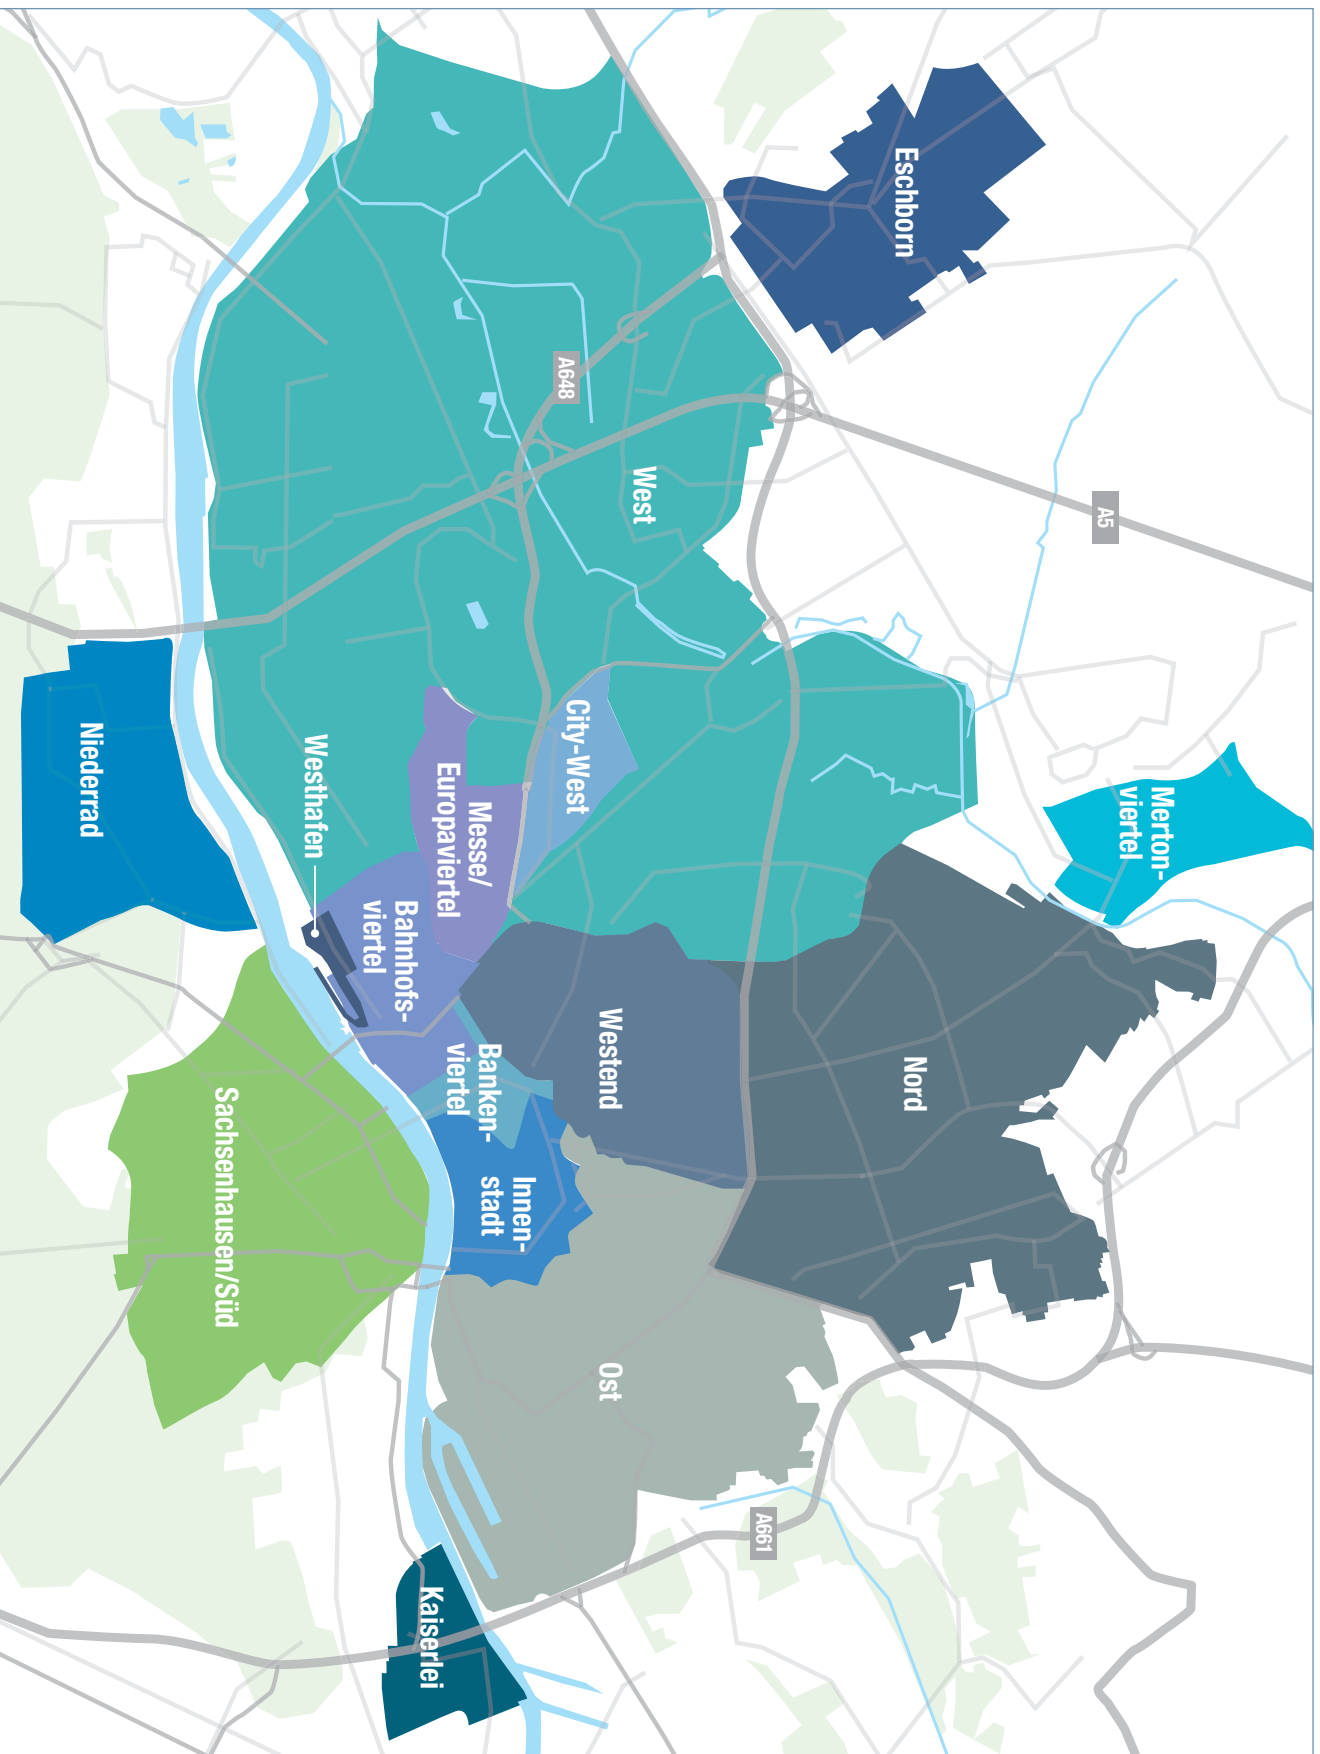 Eschborn
A5
A648
West
Merton-
viertel
City-West
Messe/
Europaviertel
Westhafen
Niederrad
Bahnhofs-
viertel
Westend
Nord
Banken-
viertel
Innen-
stadt
Sachsenhausen/Süd
Ost
A661
Kaiserlei